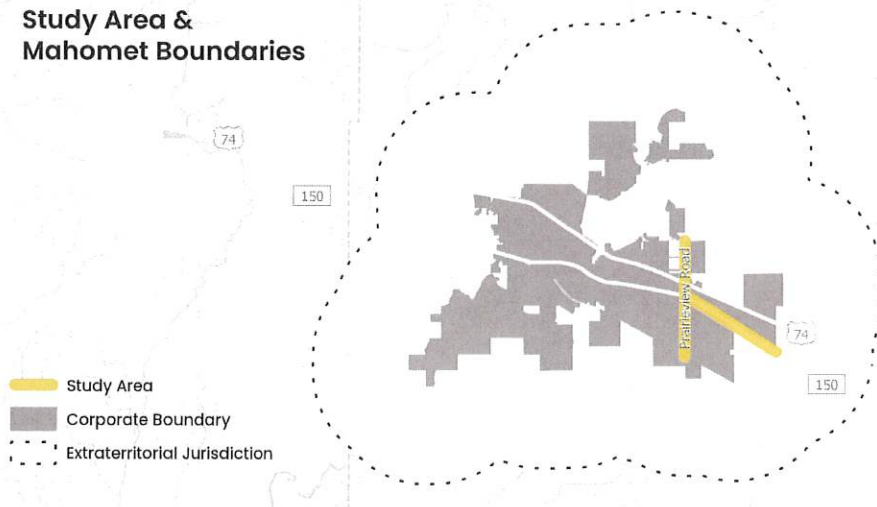 Study Area &
Mahomet Boundaries
74
150
Prairieview Road
74
150
Study Area
Corporate Boundary
Extraterritorial Jurisdiction